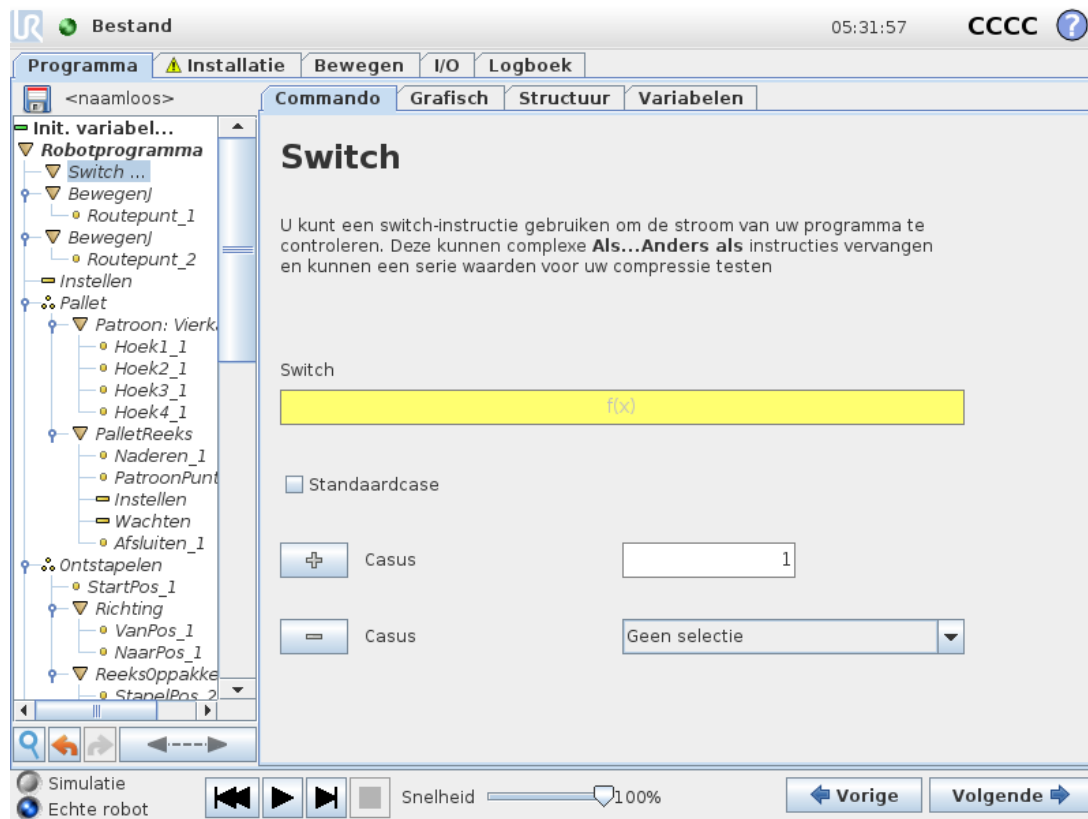 Bestand
05:31:57
CCCC
?
Programma
Installatie
Bewegen
I/O
Logboek
<naamloos>
Commando
Grafisch
Structuur
Variabelen
Init. variabel...
Robotprogramma
Switch ...
BewegenJ
Routepunt_1
BewegenJ
Routepunt_2
Instellen
Pallet
Patroon: Vierka
Hoek1_1
Hoek2_1
Hoek3_1
Hoek4_1
PalletReeks
Naderen_1
PatroonPunt
Instellen
Wachten
Afsluiten_1
Ontstapelen
StartPos_1
Richting
VanPos_1
NaarPos_1
ReeksOppakke
StapelPos_2
Switch
U kunt een switch-instructie gebruiken om de stroom van uw programma te
controleren. Deze kunnen complexe Als...Anders als instructies vervangen
en kunnen een serie waarden voor uw compressie testen
Switch
f(x)
Standaardcase
Casus
1
Casus
Geen selectie
Simulatie
Echte robot
Snelheid
100%
Vorige
Volgende